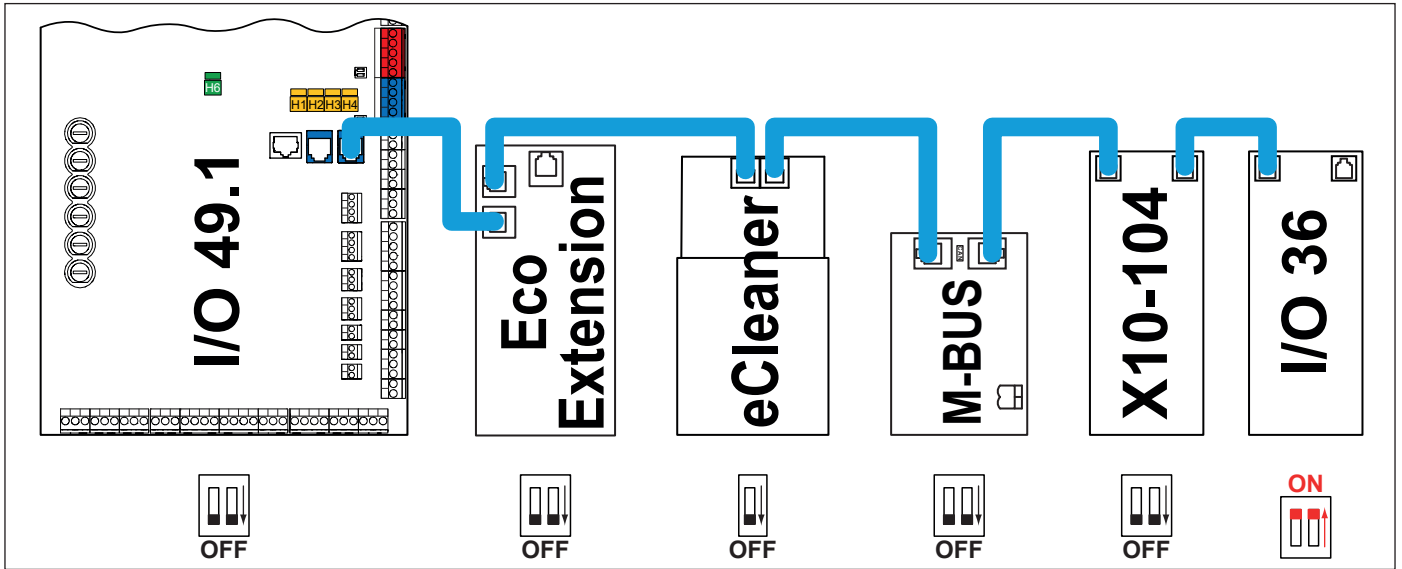 H6
H1 H2 H3 H4
I/O 49.1
Eco
Extension
eCleaner
M-BUS
CAN
X10-104
I/O 36
OFF
OFF
OFF
OFF
OFF
ON